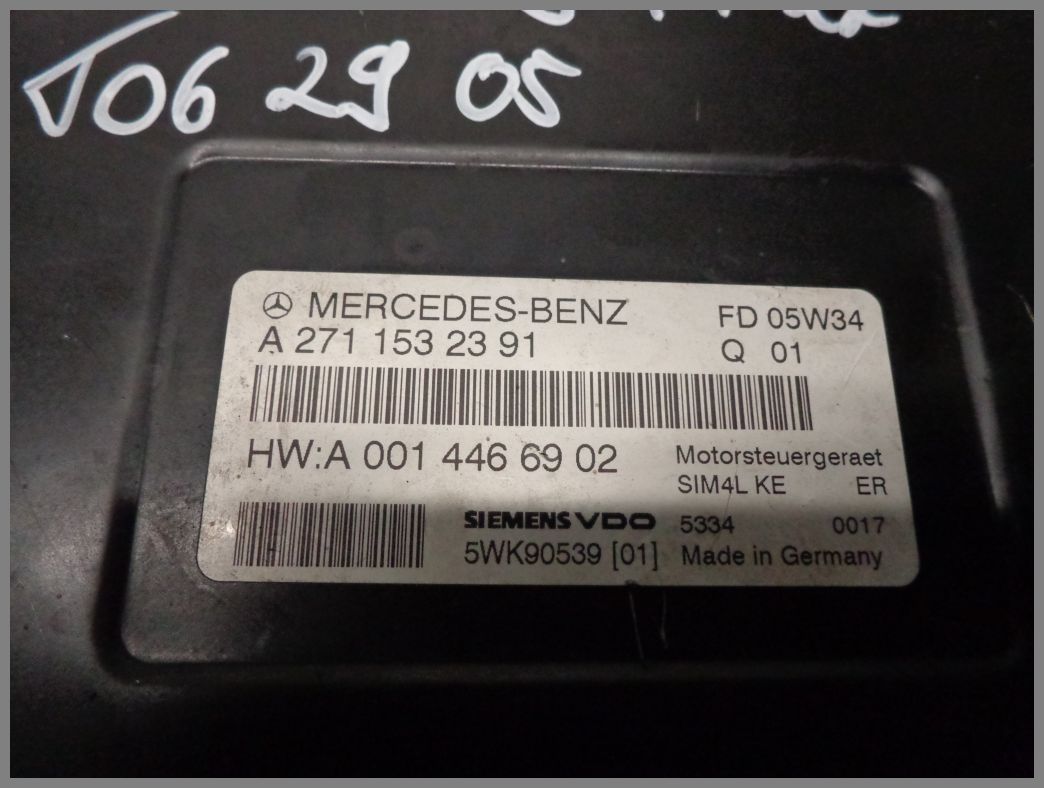 J06 29 05
MERCEDES-BENZ FD 05W34
A 271 153 23 91 Q 01
HW:A 001 446 69 02 Motorsteuergeraet
SIM4L KE ER
SIEMENS VDO 5334 0017
5WK90539 [01] Made in Germany